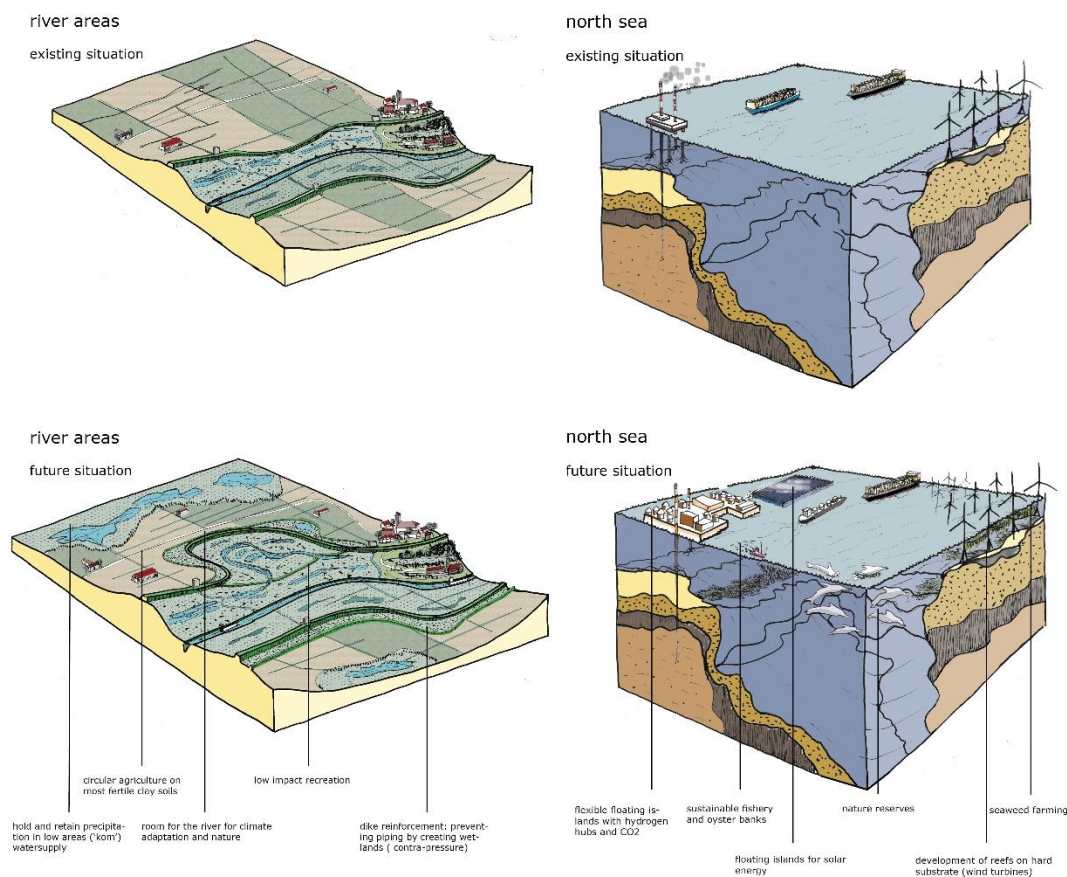 river areas
existing situation
north sea
existing situation
river areas
future situation
north sea
future situation
circular agriculture on
most fertile clay soils
low impact recreation
hold and retain precipita-
tion in low areas ('kom')
watersupply
room for the river for climate
adaptation and nature
dike reinforcement: prevent-
ing piping by creating wet-
lands ( contra-pressure)
flexible floating is-
lands with hydrogen
hubs and CO2
sustainable fishery
and oyster banks
nature reserves
seaweed farming
floating islands for solar
energy
development of reefs on hard
substrate (wind turbines)